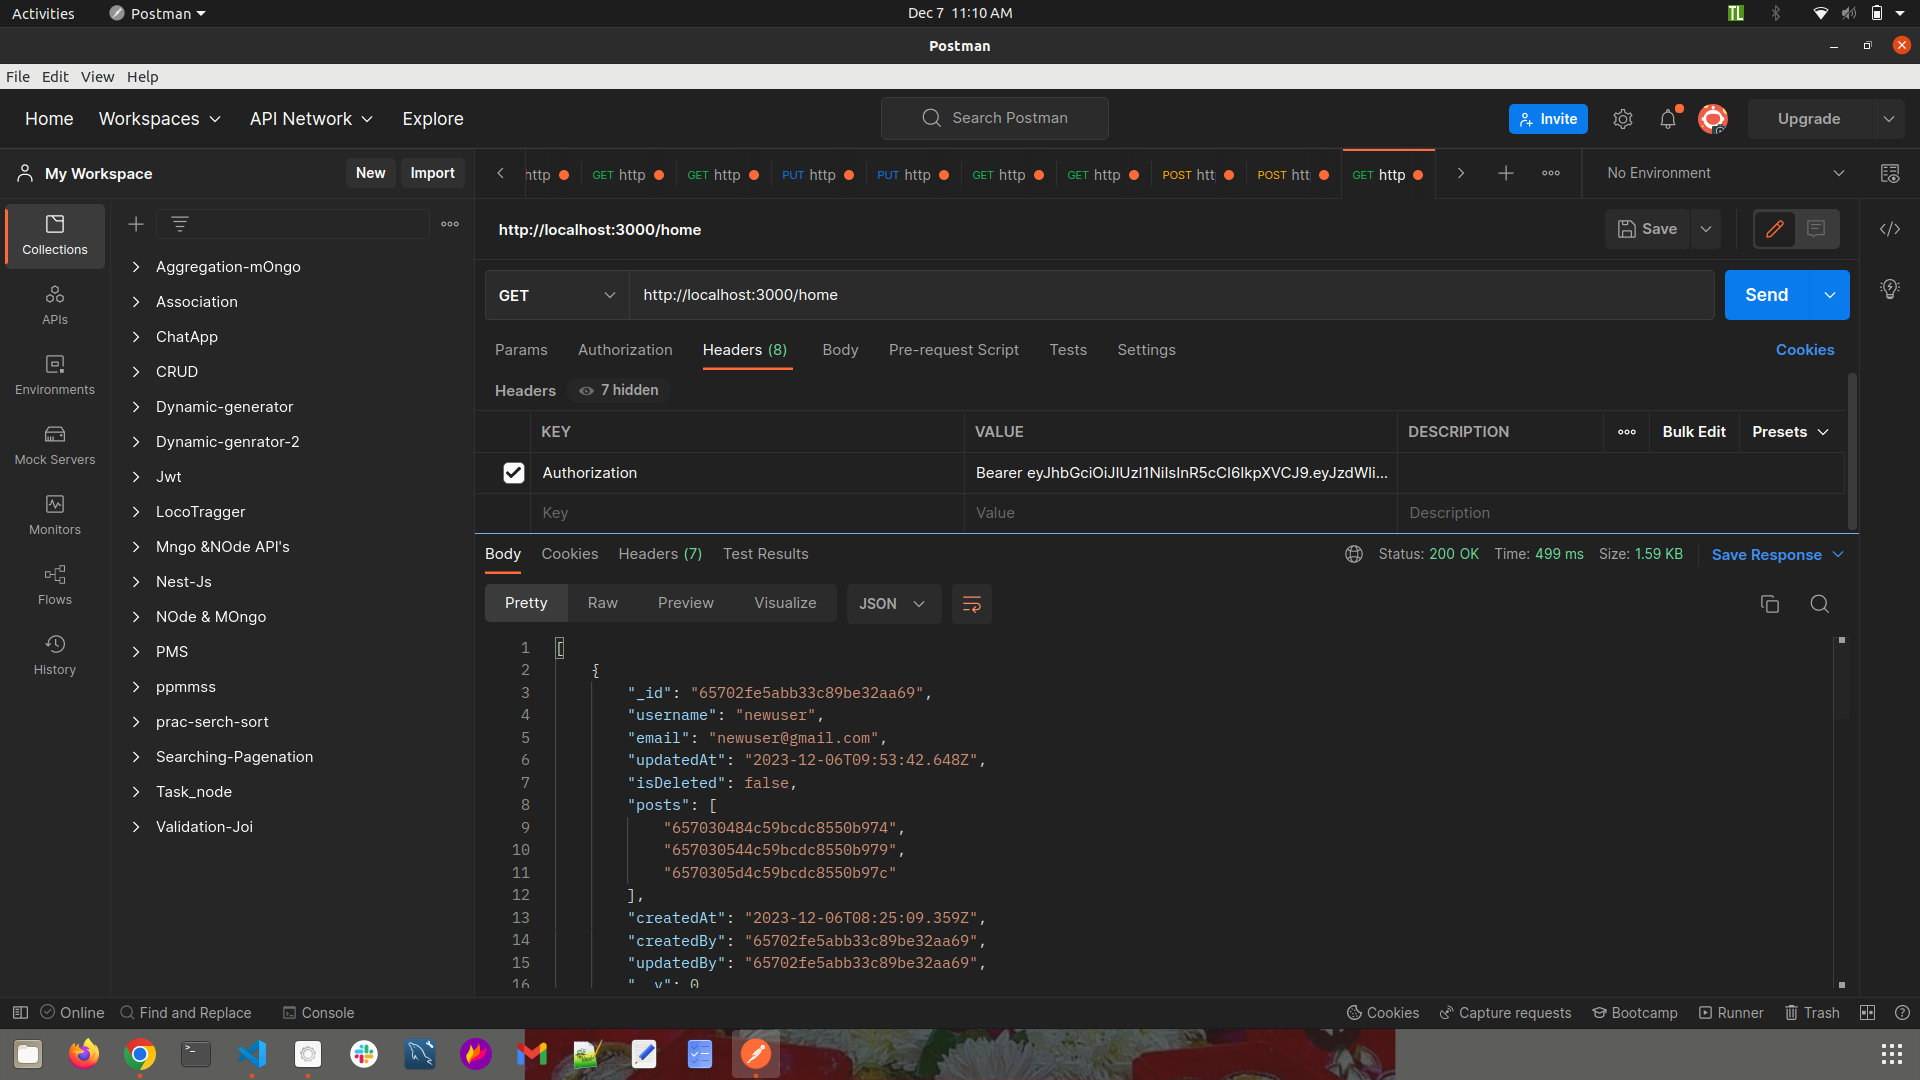 Activities Postman Dec 7 11:10 AM TL
Postman
File Edit View Help
Home Workspaces API Network Explore Search Postman Invite Upgrade
My Workspace New Import http GET http GET http PUT http PUT http GET http GET http POST htt POST htt GET http No Environment
Collections
APIs
Environments
Mock Servers
Monitors
Flows
History
Aggregation-mOngo
Association
ChatApp
CRUD
Dynamic-generator
Dynamic-genrator-2
Jwt
LocoTragger
Mngo &NOde API's
Nest-Js
NOde & MOngo
PMS
ppmmss
prac-serch-sort
Searching-Pagenation
Task_node
Validation-Joi
http://localhost:3000/home Save
GET http://localhost:3000/home Send
Params Authorization Headers (8) Body Pre-request Script Tests Settings Cookies
Headers 7 hidden
KEY VALUE DESCRIPTION Bulk Edit Presets
Authorization Bearer eyJhbGciOiJIUzI1NiIsInR5cCI6IkpXVCJ9.eyJzdWIi...
Key Value Description
Body Cookies Headers (7) Test Results Status: 200 OK Time: 499 ms Size: 1.59 KB Save Response
Pretty Raw Preview Visualize JSON
1 [
2 {
3 "_id": "65702fe5abb33c89be32aa69",
4 "username": "newuser",
5 "email": "newuser@gmail.com",
6 "updatedAt": "2023-12-06T09:53:42.648Z",
7 "isDeleted": false,
8 "posts": [
9 "657030484c59bcdc8550b974",
10 "657030544c59bcdc8550b979",
11 "6570305d4c59bcdc8550b97c"
12 ],
13 "createdAt": "2023-12-06T08:25:09.359Z",
14 "createdBy": "65702fe5abb33c89be32aa69",
15 "updatedBy": "65702fe5abb33c89be32aa69",
16 "__v": 0
Online Find and Replace Console Cookies Capture requests Bootcamp Runner Trash